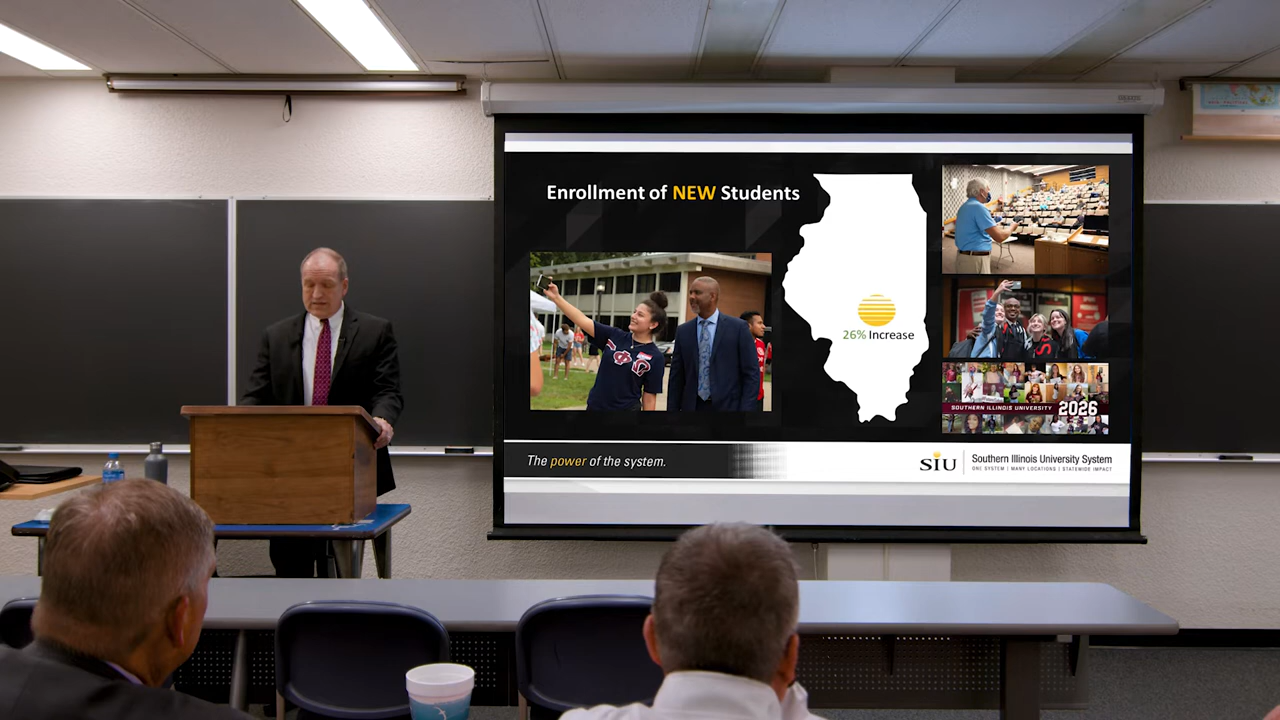 Enrollment of NEW Students
26% Increase
SOUTHERN ILLINOIS UNIVERSITY 2026
The power of the system.
SIU Southern Illinois University System
ONE SYSTEM | MANY LOCATIONS | STATEWIDE IMPACT